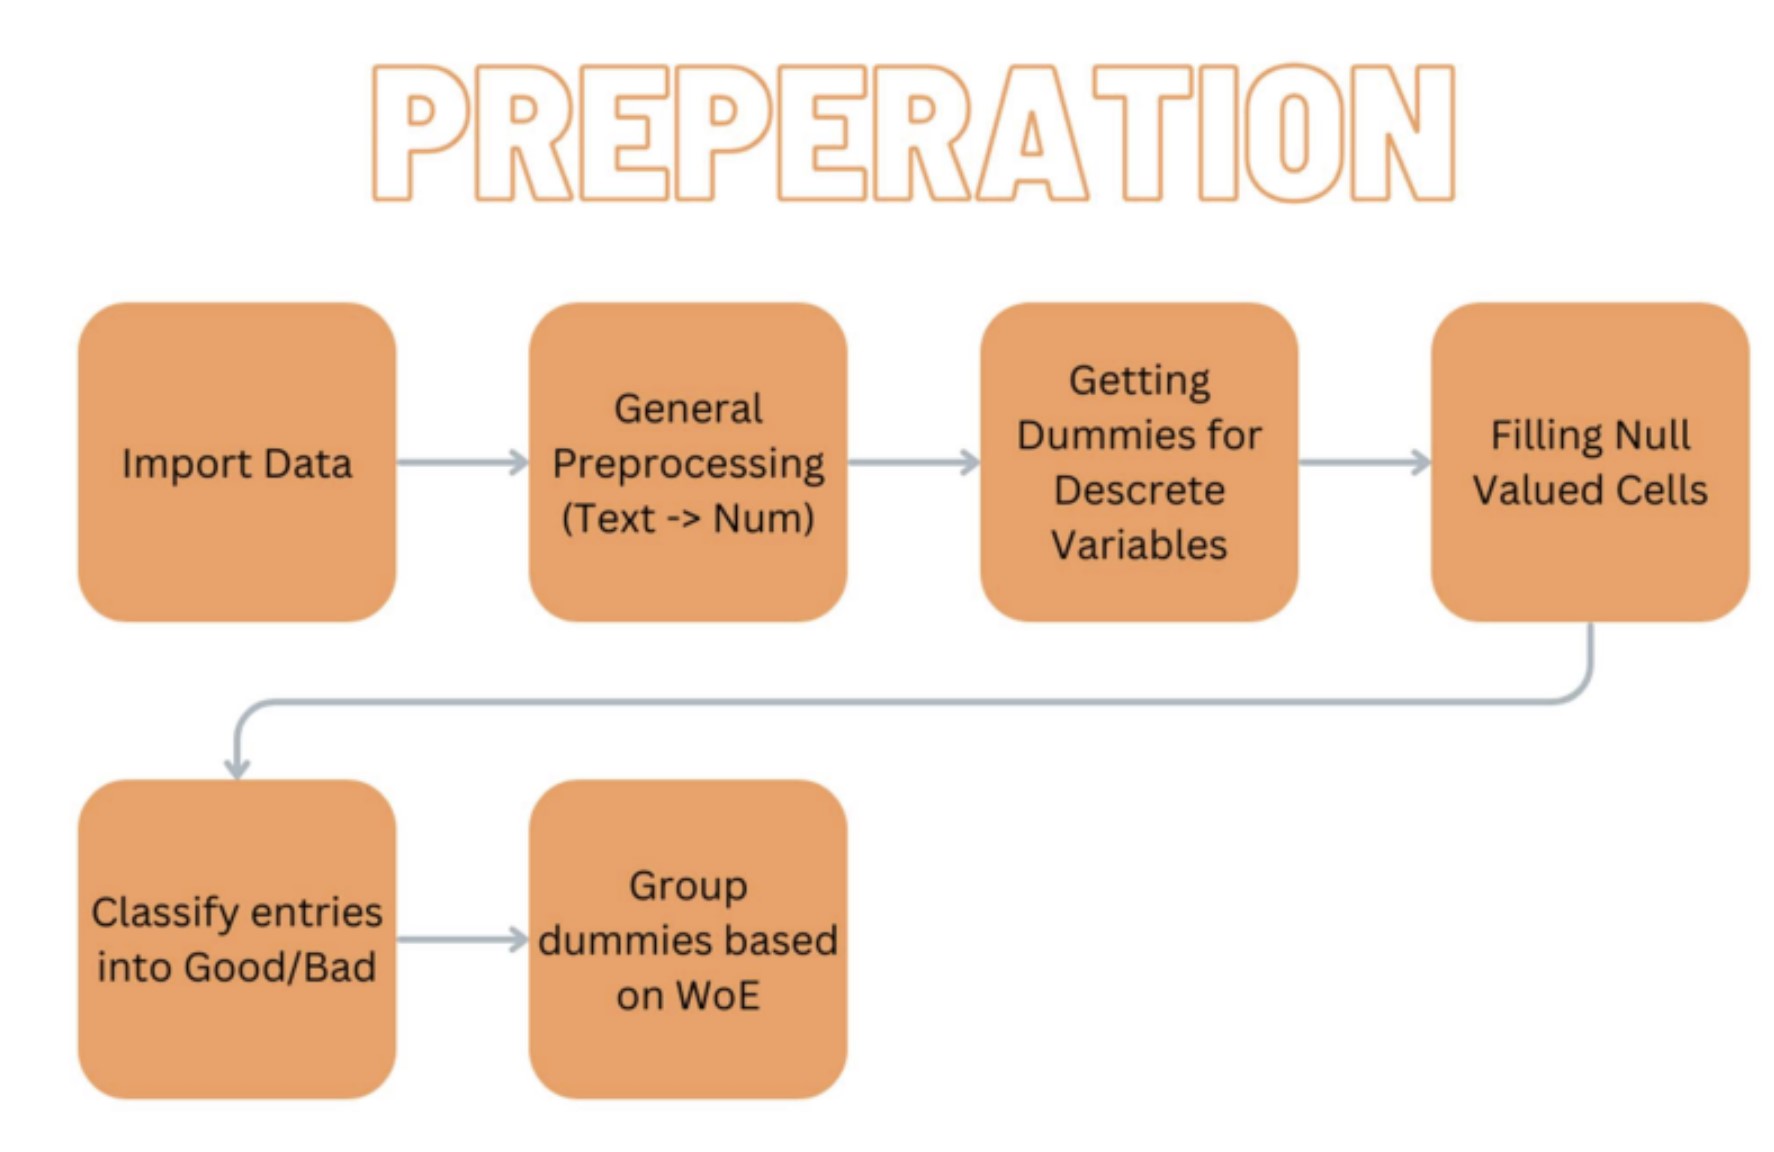 PREPERATION
Import Data
General
Preprocessing
(Text -> Num)
Getting
Dummies for
Descrete
Variables
Filling Null
Valued Cells
Classify entries
into Good/Bad
Group
dummies based
on WoE